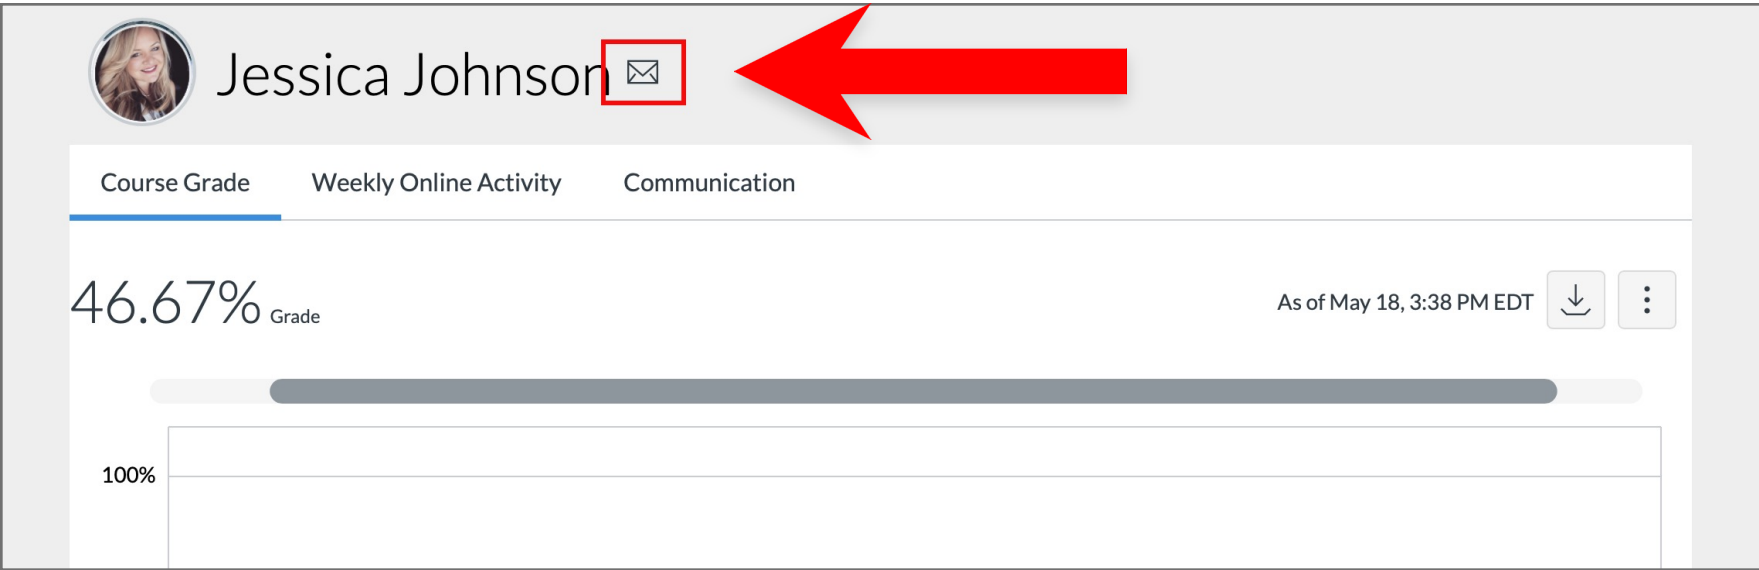 Jessica Johnson
Course Grade Weekly Online Activity Communication
46.67% Grade As of May 18, 3:38 PM EDT
100%